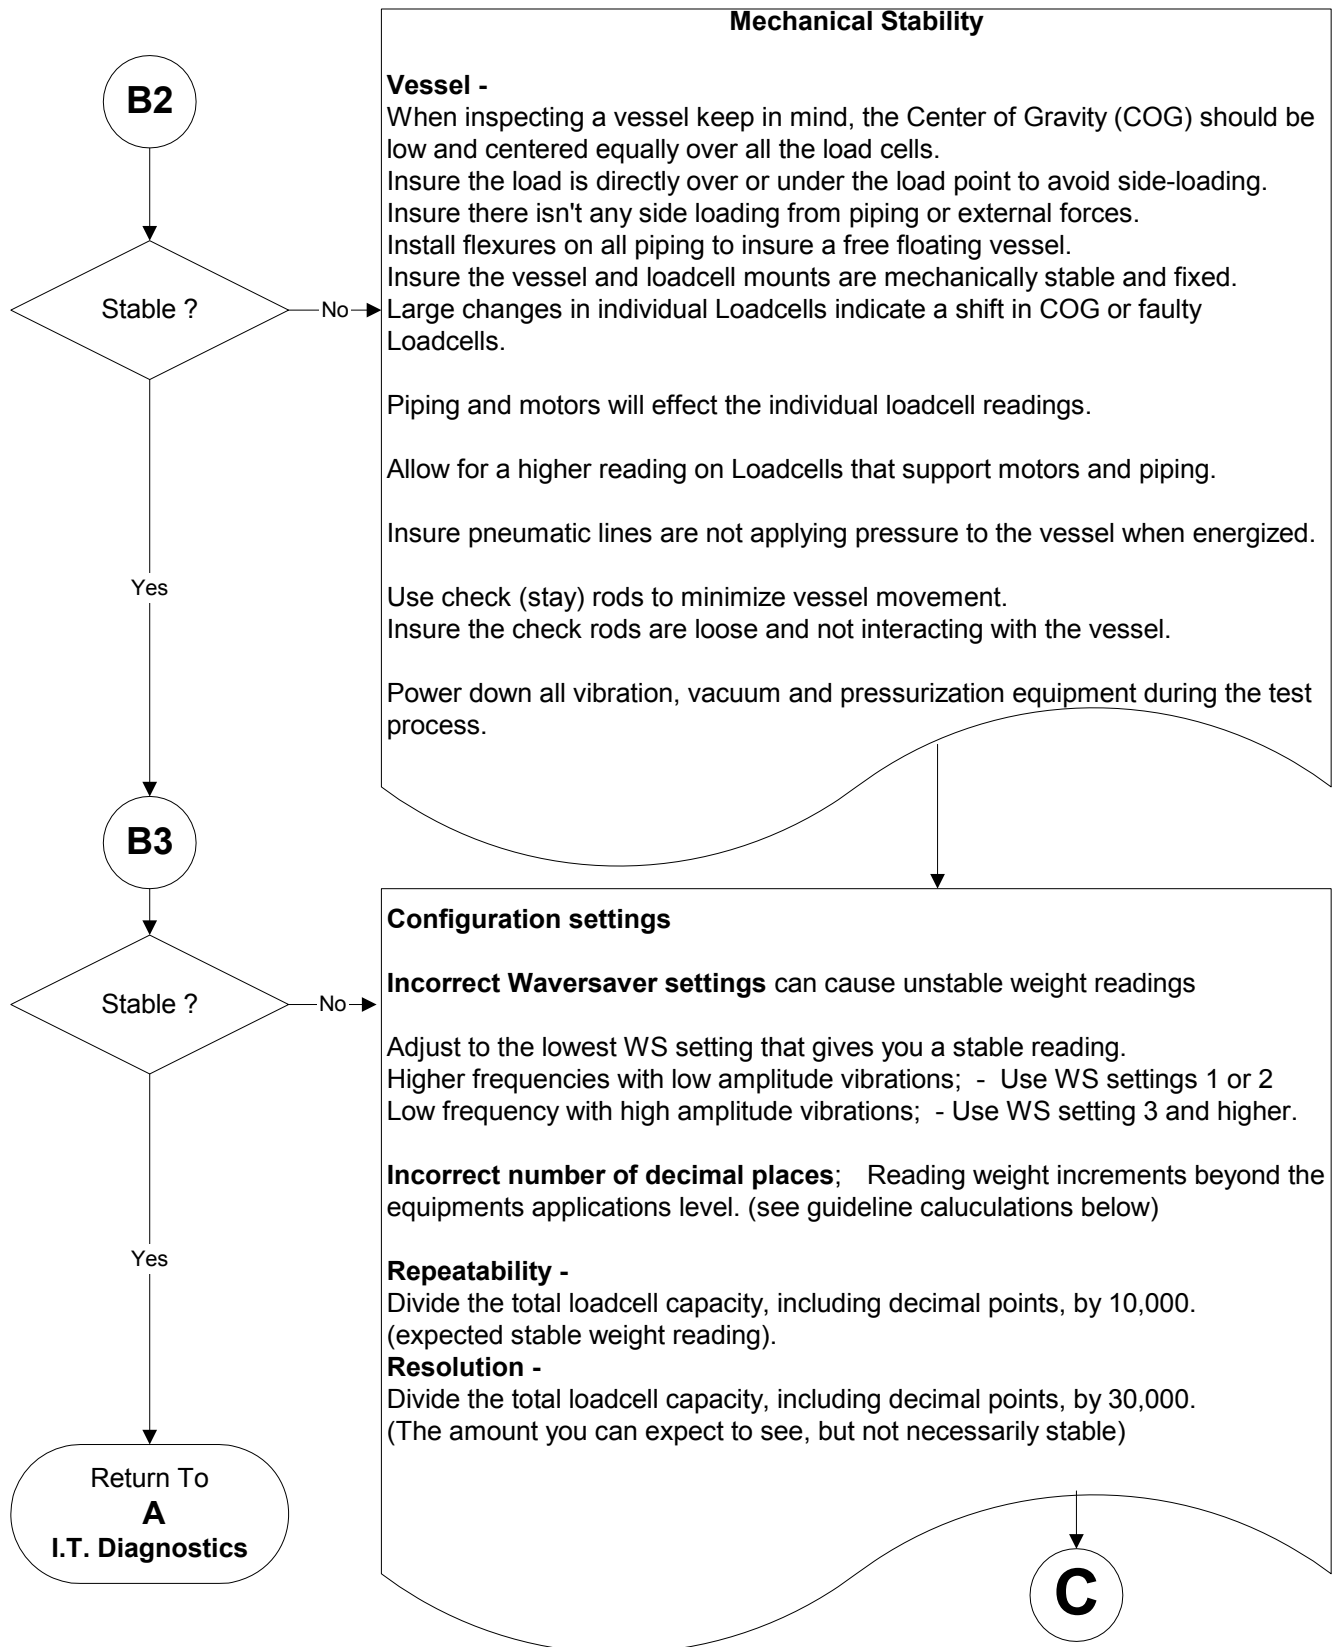 Mechanical Stability
B2
Vessel -
When inspecting a vessel keep in mind, the Center of Gravity (COG) should be
low and centered equally over all the load cells.
Insure the load is directly over or under the load point to avoid side-loading.
Insure there isn't any side loading from piping or external forces.
Install flexures on all piping to insure a free floating vessel.
Insure the vessel and loadcell mounts are mechanically stable and fixed.
Stable ?
No
Large changes in individual Loadcells indicate a shift in COG or faulty
Loadcells.
Piping and motors will effect the individual loadcell readings.
Allow for a higher reading on Loadcells that support motors and piping.
Insure pneumatic lines are not applying pressure to the vessel when energized.
Yes
Use check (stay) rods to minimize vessel movement.
Insure the check rods are loose and not interacting with the vessel.
Power down all vibration, vacuum and pressurization equipment during the test
process.
B3
Configuration settings
Incorrect Waversaver settings can cause unstable weight readings
Stable ?
No
Adjust to the lowest WS setting that gives you a stable reading.
Higher frequencies with low amplitude vibrations;  -  Use WS settings 1 or 2
Low frequency with high amplitude vibrations;  - Use WS setting 3 and higher.
Incorrect number of decimal places;   Reading weight increments beyond the
equipments applications level. (see guideline caluculations below)
Yes
Repeatability -
Divide the total loadcell capacity, including decimal points, by 10,000.
(expected stable weight reading).
Resolution -
Divide the total loadcell capacity, including decimal points, by 30,000.
(The amount you can expect to see, but not necessarily stable)
Return To
A
I.T. Diagnostics
C